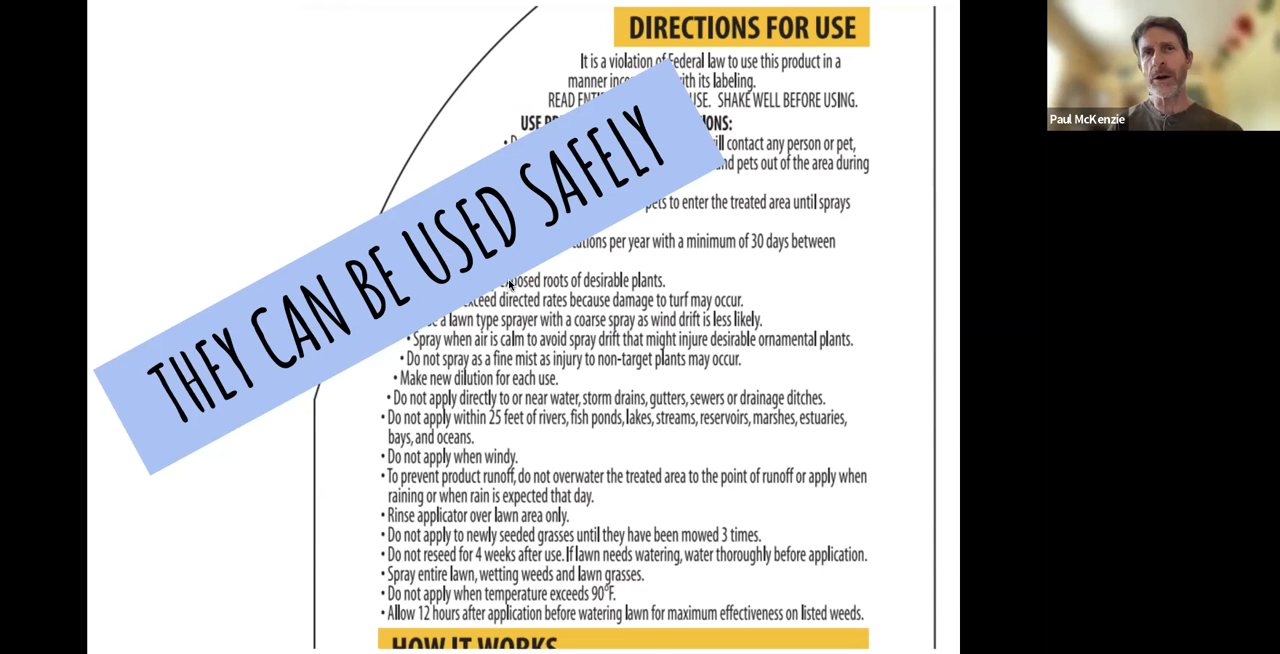 DIRECTIONS FOR USE
It is a violation of Federal law to use this product in a
manner with its labeling.
READ USE. SHAKE WELL BEFORE USING.
USE
will contact any person or pet,
and pets out of the area during
pets to enter the treated area until sprays
per year with a minimum of 30 days between
exposed roots of desirable plants.
exceed directed rates because damage to turf may occur.
a lawn type sprayer with a coarse spray as wind drift is less likely.
• Spray when air is calm to avoid spray drift that might injure desirable ornamental plants.
• Do not spray as a fine mist as injury to non-target plants may occur.
• Make new dilution for each use.
• Do not apply directly to or near water, storm drains, gutters, sewers or drainage ditches.
• Do not apply within 25 feet of rivers, fish ponds, lakes, streams, reservoirs, marshes, estuaries,
bays, and oceans.
• Do not apply when windy.
• To prevent product runoff, do not overwater the treated area to the point of runoff or apply when
raining or when rain is expected that day.
• Rinse applicator over lawn area only.
• Do not apply to newly seeded grasses until they have been mowed 3 times.
• Do not reseed for 4 weeks after use. If lawn needs watering, water thoroughly before application.
• Spray entire lawn, wetting weeds and lawn grasses.
• Do not apply when temperature exceeds 90°F.
• Allow 12 hours after application before watering lawn for maximum effectiveness on listed weeds.
HOW IT WORKS
THEY CAN BE USED SAFELY
Paul McKenzie